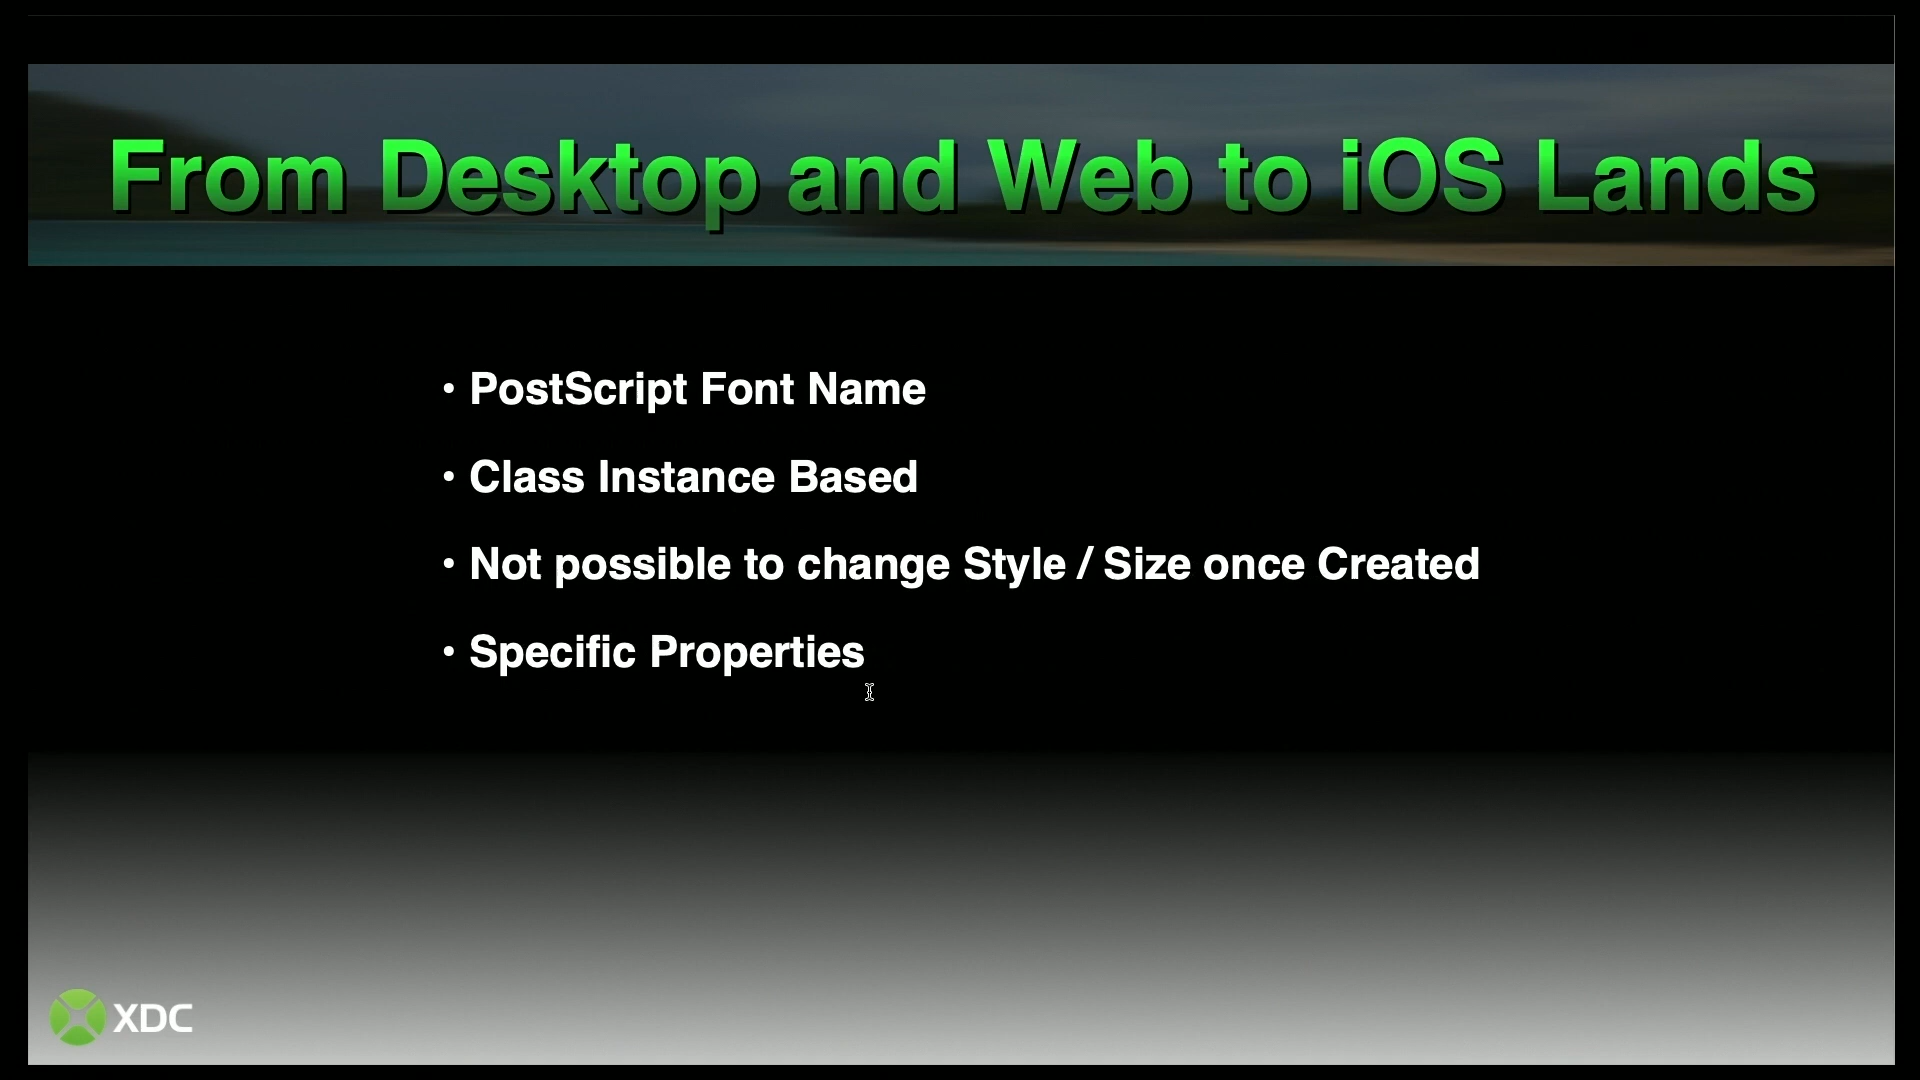 From Desktop and Web to iOS Lands
• PostScript Font Name
• Class Instance Based
• Not possible to change Style / Size once Created
• Specific Properties
XDC